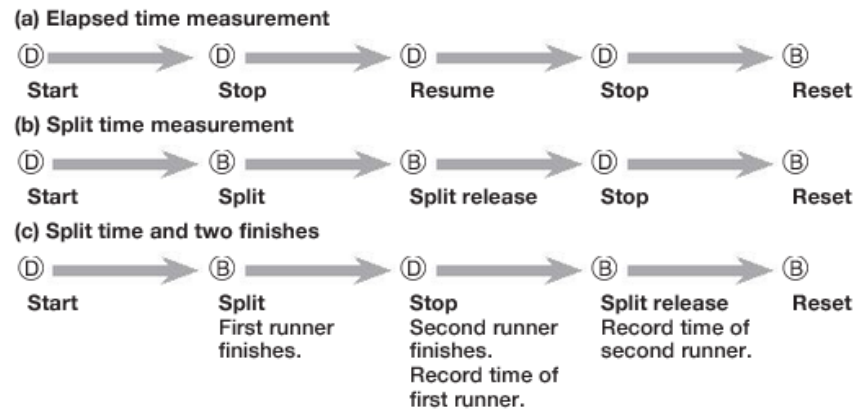 (a) Elapsed time measurement
Ⓓ Ⓓ Ⓓ Ⓓ Ⓑ
Start Stop Resume Stop Reset
(b) Split time measurement
Ⓓ Ⓑ Ⓑ Ⓓ Ⓑ
Start Split Split release Stop Reset
(c) Split time and two finishes
Ⓓ Ⓑ Ⓓ Ⓑ Ⓑ
Start Split Stop Split release Reset
First runner Second runner Record time of
finishes. finishes. second runner.
Record time of
first runner.